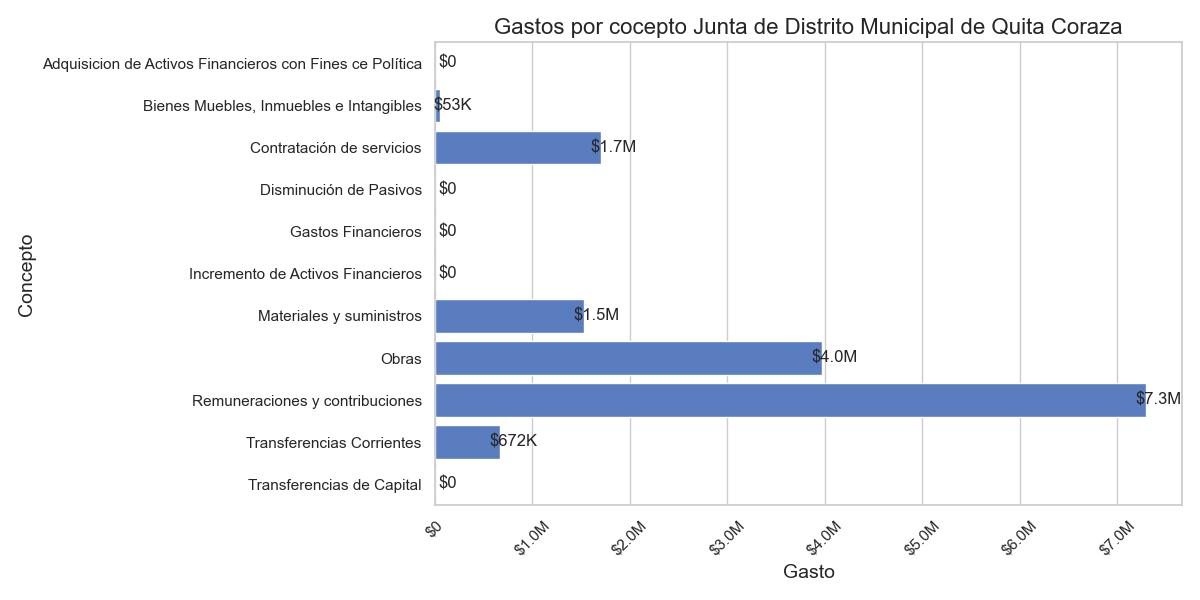 Gastos por cocepto Junta de Distrito Municipal de Quita Coraza
Adquisicion de Activos Financieros con Fines ce Política $0
Bienes Muebles, Inmuebles e Intangibles $53K
Contratación de servicios $1.7M
Disminución de Pasivos $0
Gastos Financieros $0
Incremento de Activos Financieros $0
Materiales y suministros $1.5M
Obras $4.0M
Remuneraciones y contribuciones $7.3M
Transferencias Corrientes $672K
Transferencias de Capital $0
Concepto
$0 $1.0M $2.0M $3.0M $4.0M $5.0M $6.0M $7.0M
Gasto